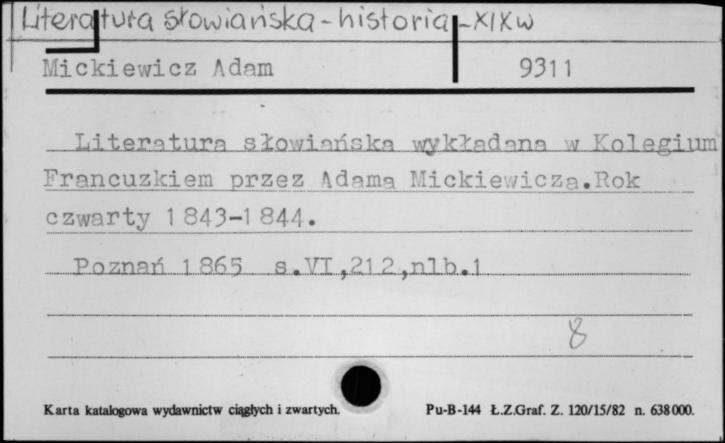 Literatura słowiańska - historia - XIX w
Mickiewicz Adam 9311
Literatura słowiańska wykładana w Kolegium
Francuzkiem przez Adama Mickiewicza.Rok
czwarty 1843-1844.
Poznań 1865 s.VI,212,nlb.1
8
Karta katalogowa wydawnictw ciągłych i zwartych. Pu-B-144 Ł.Z.Graf. Z. 120/15/82 n. 638000.